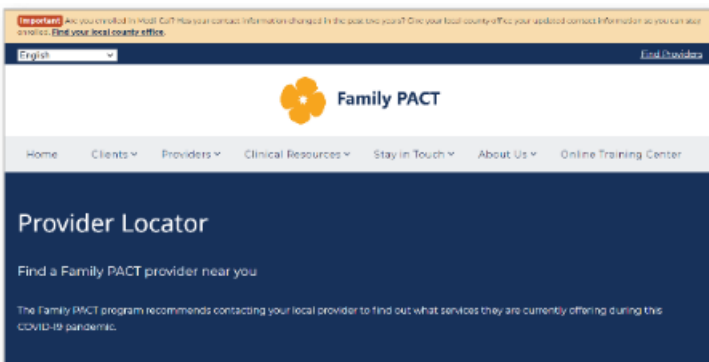 Important Are you enrolled in Medi-Cal? Has your contact information changed in the past two years? Give your local county office your updated contact information so you can stay
enrolled. Find your local county office.
English
Find Providers
Family PACT
Home Clients Providers Clinical Resources Stay in Touch About Us Online Training Center
Provider Locator
Find a Family PACT provider near you
The Family PACT program recommends contacting your local provider to find out what services they are currently offering during this
COVID-19 pandemic.